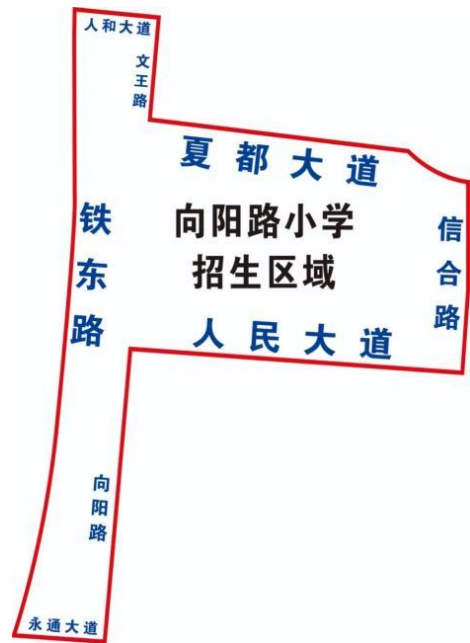 人和大道
文王路
夏都大道
铁东路
向阳路小学
招生区域
信合路
人民大道
向阳路
永通大道